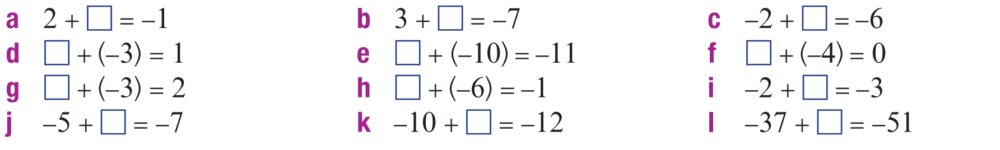 a 2 + □ = –1 b 3 + □ = –7 c –2 + □ = –6
d □ + (–3) = 1 e □ + (–10) = –11 f □ + (–4) = 0
g □ + (–3) = 2 h □ + (–6) = –1 i –2 + □ = –3
j –5 + □ = –7 k –10 + □ = –12 l –37 + □ = –51